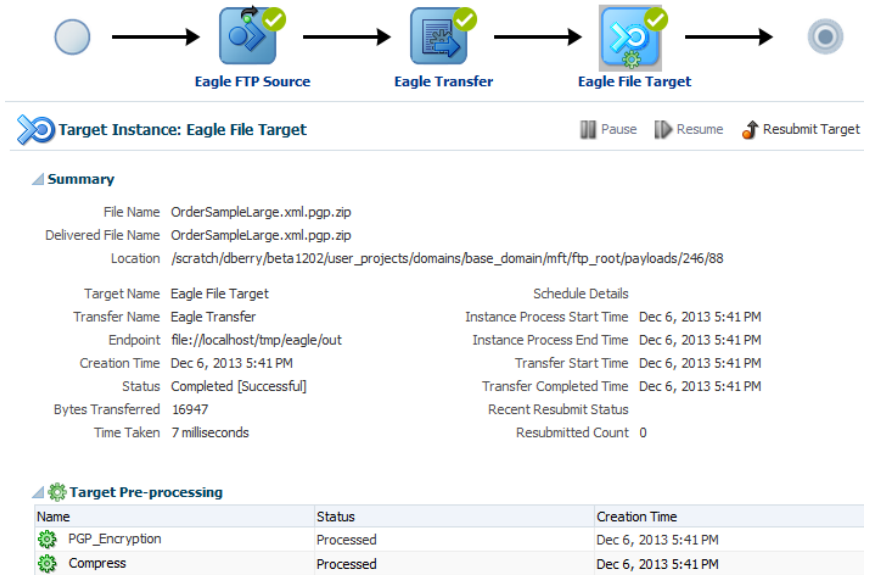 Eagle FTP Source Eagle Transfer Eagle File Target
Target Instance: Eagle File Target Pause Resume Resubmit Target
Summary
File Name OrderSampleLarge.xml.pgp.zip
Delivered File Name OrderSampleLarge.xml.pgp.zip
Location /scratch/dberry/beta1202/user_projects/domains/base_domain/mft/ftp_root/payloads/246/88
Target Name Eagle File Target Schedule Details
Transfer Name Eagle Transfer Instance Process Start Time Dec 6, 2013 5:41 PM
Endpoint file://localhost/tmp/eagle/out Instance Process End Time Dec 6, 2013 5:41 PM
Creation Time Dec 6, 2013 5:41 PM Transfer Start Time Dec 6, 2013 5:41 PM
Status Completed [Successful] Transfer Completed Time Dec 6, 2013 5:41 PM
Bytes Transferred 16947 Recent Resubmit Status
Time Taken 7 milliseconds Resubmitted Count 0
Target Pre-processing
Name Status Creation Time
PGP_Encryption Processed Dec 6, 2013 5:41 PM
Compress Processed Dec 6, 2013 5:41 PM